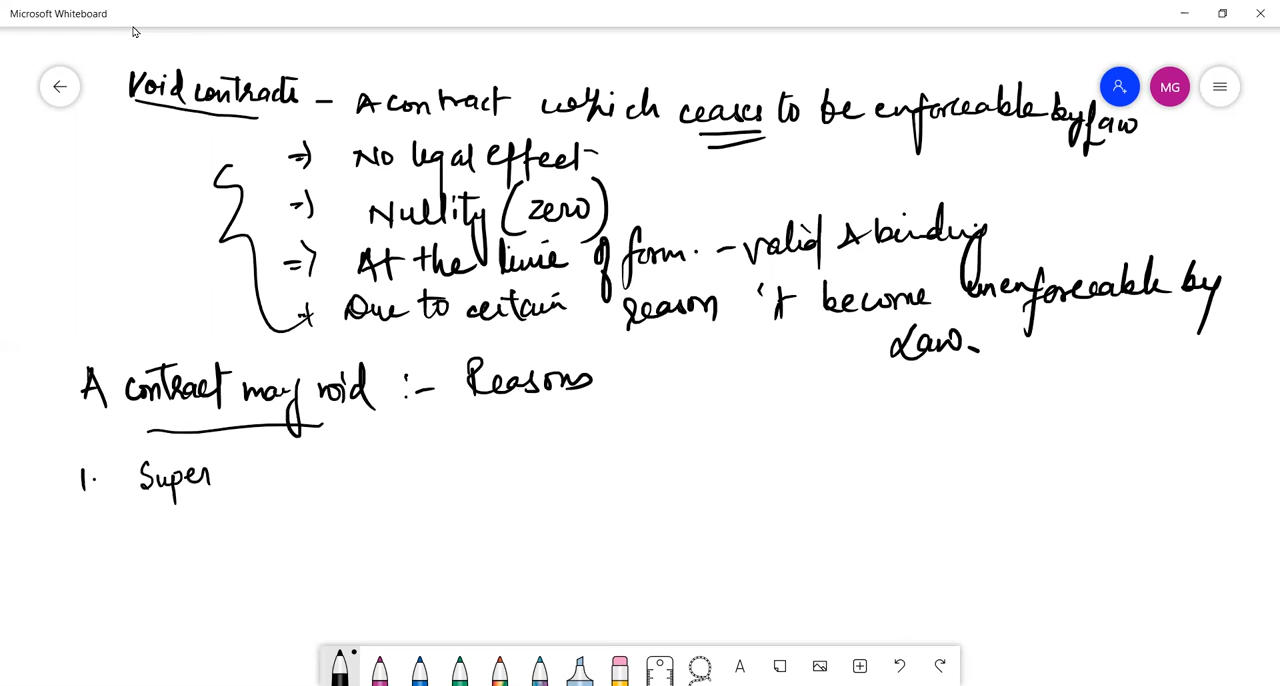 Microsoft Whiteboard
MG
Void contracts – A contract which ceases to be enforceable by Law
=> No legal effect
=> Nullity (zero)
=> At the time of form. – valid & binding
Due to certain reason it become unenforceable by Law.
A contract may void :- Reasons
1. Super
A